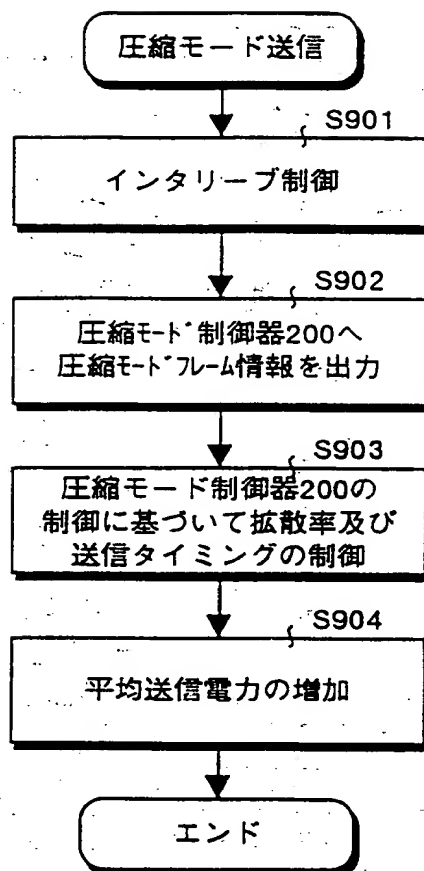 圧縮モード送信
S901
インタリーブ制御
S902
圧縮ﾓｰﾄﾞ制御器200へ
圧縮ﾓｰﾄﾞﾌﾚｰﾑ情報を出力
S903
圧縮モード制御器200の
制御に基づいて拡散率及び
送信タイミングの制御
S904
平均送信電力の増加
エンド